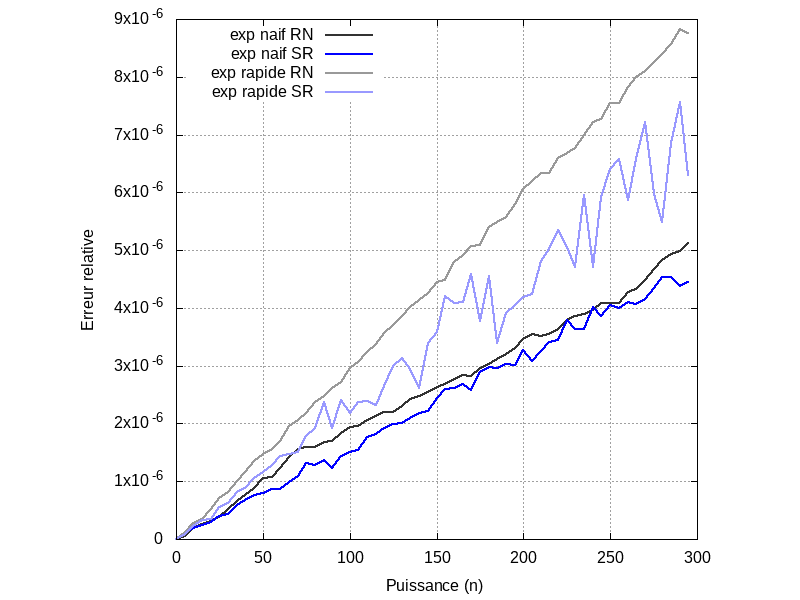 9x10^-6
8x10^-6
7x10^-6
6x10^-6
5x10^-6
4x10^-6
3x10^-6
2x10^-6
1x10^-6
0
exp naif RN
exp naif SR
exp rapide RN
exp rapide SR
Erreur relative
0 50 100 150 200 250 300
Puissance (n)